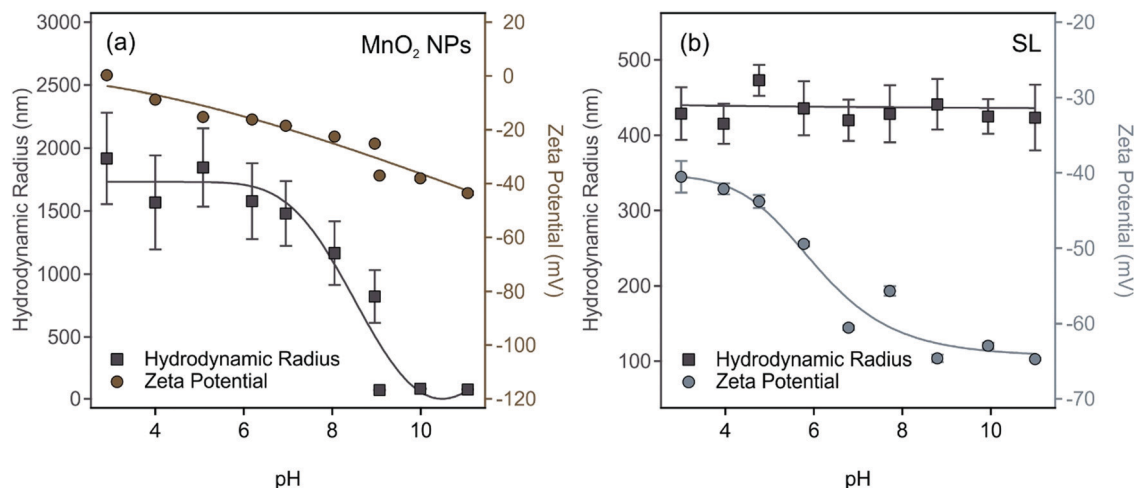 (a)
MnO₂ NPs
Hydrodynamic Radius (nm)
3000
2500
2000
1500
1000
500
0
20
0
-20
-40
-60
-80
-100
-120
Zeta Potential (mV)
Hydrodynamic Radius
Zeta Potential
4
6
8
10
pH
(b)
SL
Hydrodynamic Radius (nm)
500
400
300
200
100
-20
-30
-40
-50
-60
-70
Zeta Potential (mV)
Hydrodynamic Radius
Zeta Potential
4
6
8
10
pH